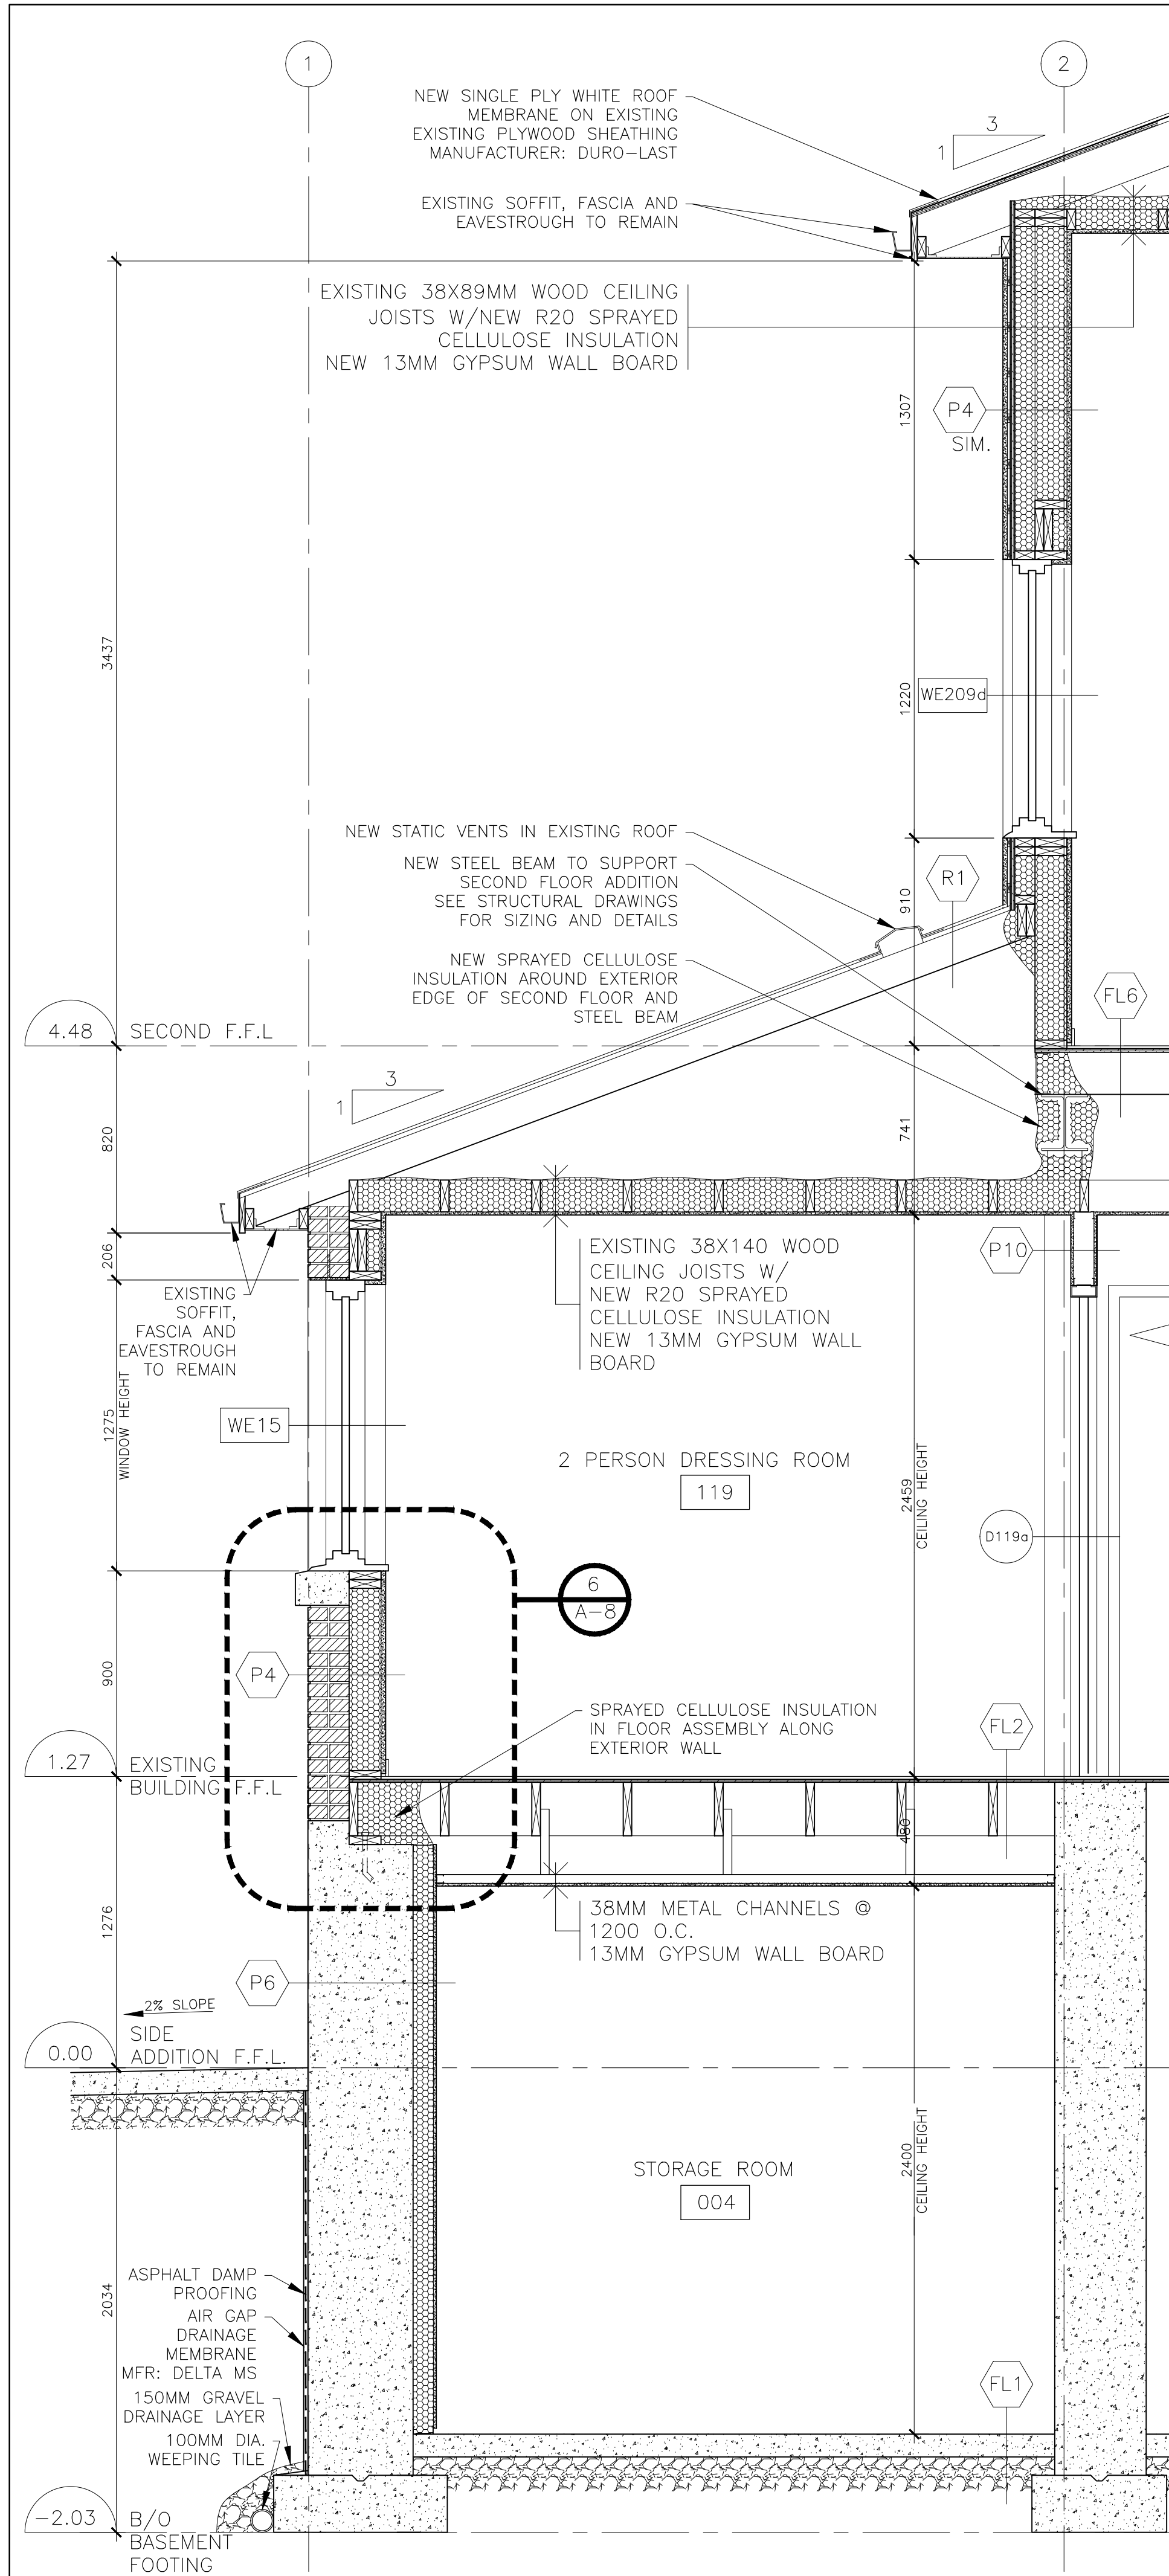 1
2
NEW SINGLE PLY WHITE ROOF
MEMBRANE ON EXISTING
EXISTING PLYWOOD SHEATHING
MANUFACTURER: DURO-LAST
3
1
EXISTING SOFFIT, FASCIA AND
EAVESTROUGH TO REMAIN
EXISTING 38X89MM WOOD CEILING
JOISTS W/NEW R20 SPRAYED
CELLULOSE INSULATION
NEW 13MM GYPSUM WALL BOARD
1307
P4
SIM.
3437
1220
WE209d
NEW STATIC VENTS IN EXISTING ROOF
NEW STEEL BEAM TO SUPPORT
SECOND FLOOR ADDITION
SEE STRUCTURAL DRAWINGS
FOR SIZING AND DETAILS
910
R1
NEW SPRAYED CELLULOSE
INSULATION AROUND EXTERIOR
EDGE OF SECOND FLOOR AND
STEEL BEAM
FL6
4.48
SECOND F.F.L
3
1
820
741
206
EXISTING 38X140 WOOD
CEILING JOISTS W/
NEW R20 SPRAYED
CELLULOSE INSULATION
NEW 13MM GYPSUM WALL
BOARD
P10
EXISTING
SOFFIT,
FASCIA AND
EAVESTROUGH
TO REMAIN
1275
WINDOW HEIGHT
WE15
2 PERSON DRESSING ROOM
119
2459
CEILING HEIGHT
D119a
6
A-8
900
P4
SPRAYED CELLULOSE INSULATION
IN FLOOR ASSEMBLY ALONG
EXTERIOR WALL
FL2
1.27
EXISTING
BUILDING F.F.L
480
38MM METAL CHANNELS @
1200 O.C.
13MM GYPSUM WALL BOARD
1276
P6
2% SLOPE
0.00
SIDE
ADDITION F.F.L.
STORAGE ROOM
004
2400
CEILING HEIGHT
2034
ASPHALT DAMP
PROOFING
AIR GAP
DRAINAGE
MEMBRANE
MFR: DELTA MS
150MM GRAVEL
DRAINAGE LAYER
100MM DIA.
WEEPING TILE
FL1
-2.03
B/O
BASEMENT
FOOTING